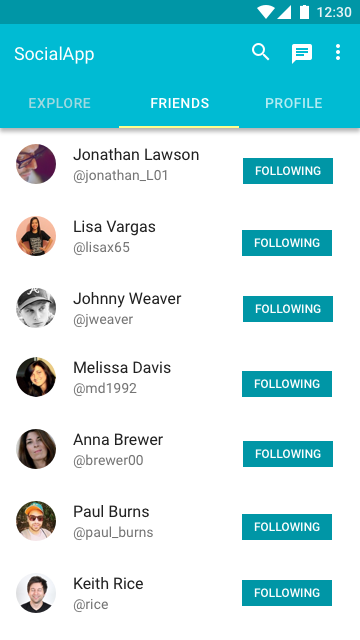 12:30
SocialApp
EXPLORE FRIENDS PROFILE
Jonathan Lawson
@jonathan_L01
FOLLOWING
Lisa Vargas
@lisax65
FOLLOWING
Johnny Weaver
@jweaver
FOLLOWING
Melissa Davis
@md1992
FOLLOWING
Anna Brewer
@brewer00
FOLLOWING
Paul Burns
@paul_burns
FOLLOWING
Keith Rice
@rice
FOLLOWING